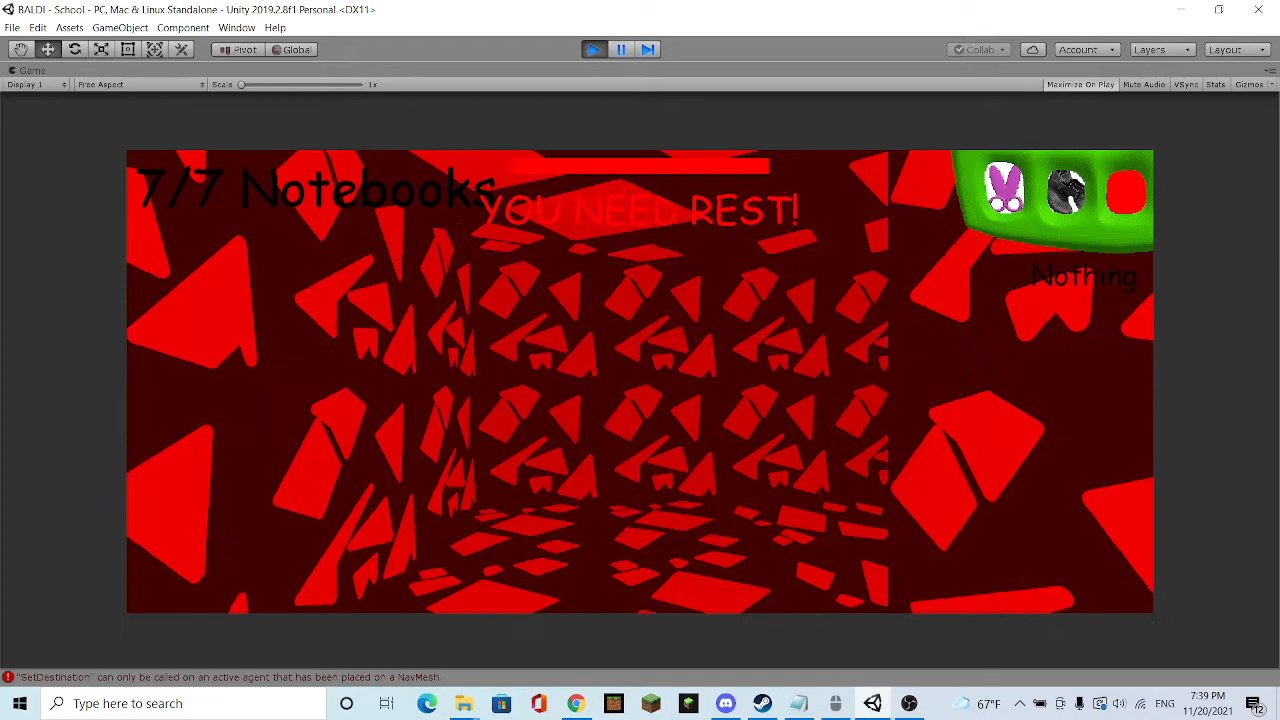 BALDI - School - PC, Mac & Linux Standalone - Unity 2019.2.8f1 Personal <DX11>
File Edit Assets GameObject Component Window Help
Pivot Global Collab Account Layers Layout
Game
Display 1 Free Aspect Scale 1x Maximize On Play Mute Audio VSync Stats Gizmos
7/7 Notebooks
YOU NEED REST!
Nothing
"SetDestination" can only be called on an active agent that has been placed on a NavMesh.
Type here to search
67°F
7:39 PM
11/20/2021
12